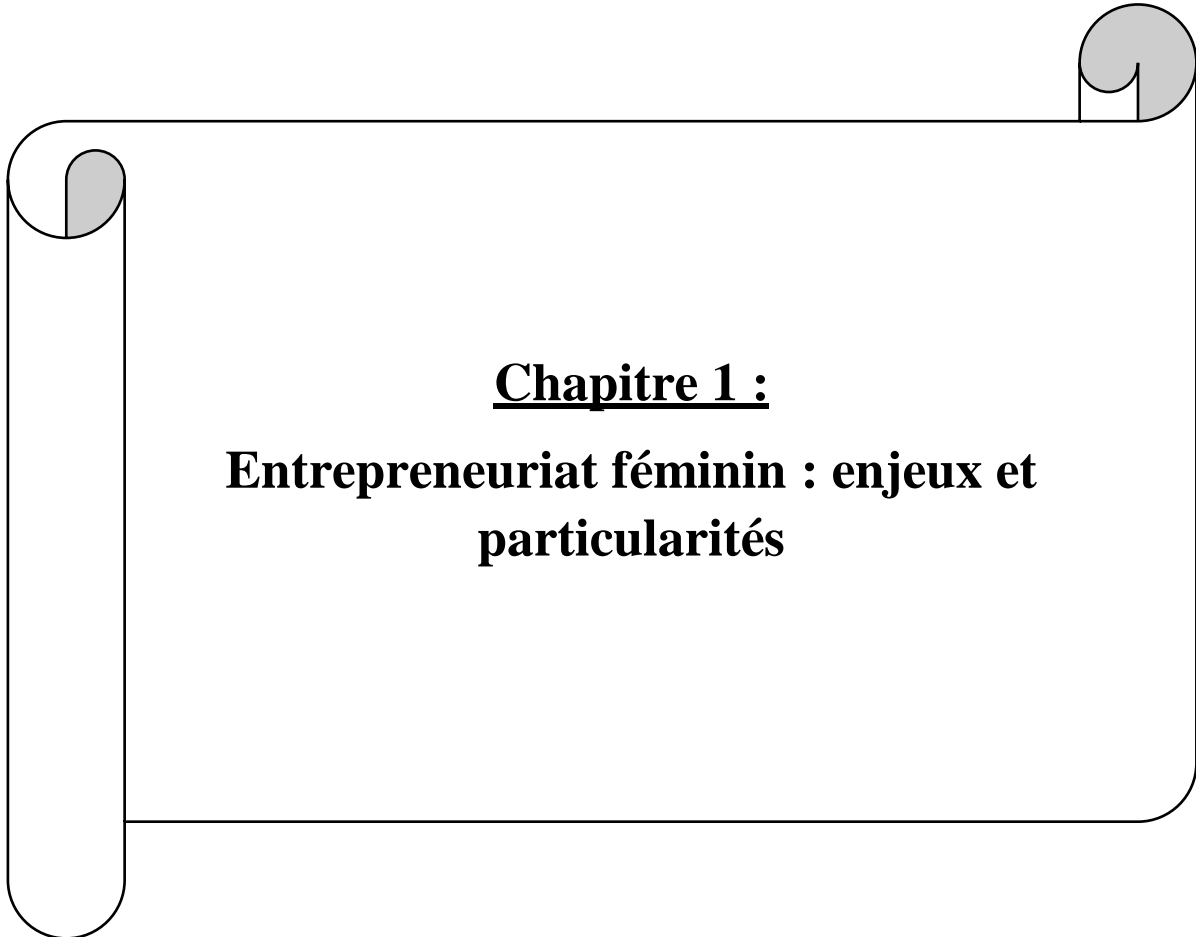 Chapitre 1 :
Entrepreneuriat féminin : enjeux et
particularités